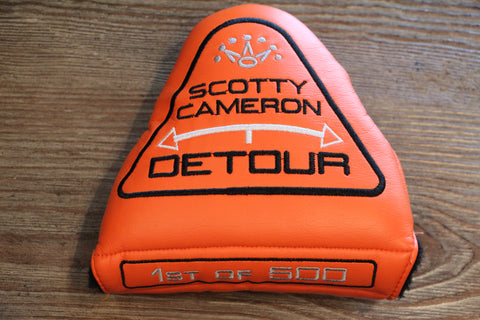 SCOTTY
CAMERON
DETOUR
1ST OF 500